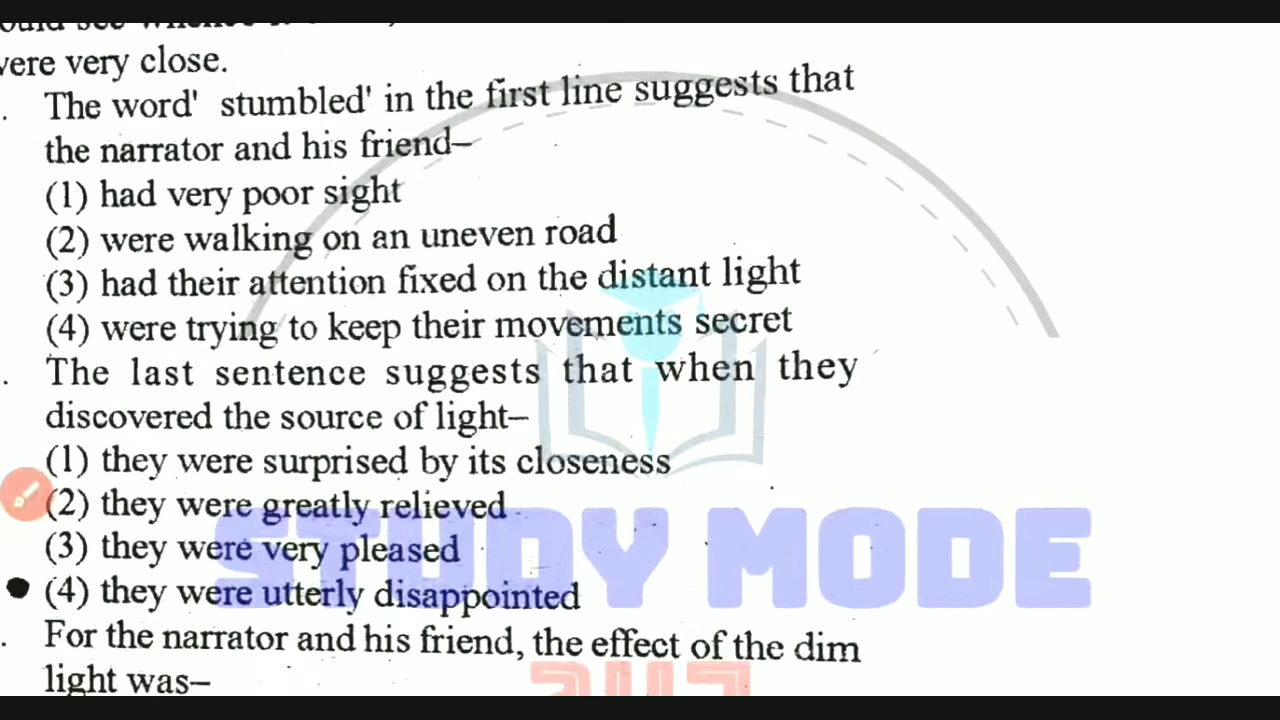 were very close.
. The word' stumbled' in the first line suggests that
the narrator and his friend–
(1) had very poor sight
(2) were walking on an uneven road
(3) had their attention fixed on the distant light
(4) were trying to keep their movements secret
. The last sentence suggests that when they
discovered the source of light–
(1) they were surprised by its closeness
(2) they were greatly relieved
(3) they were very pleased
(4) they were utterly disappointed
. For the narrator and his friend, the effect of the dim
light was–
STUDY MODE